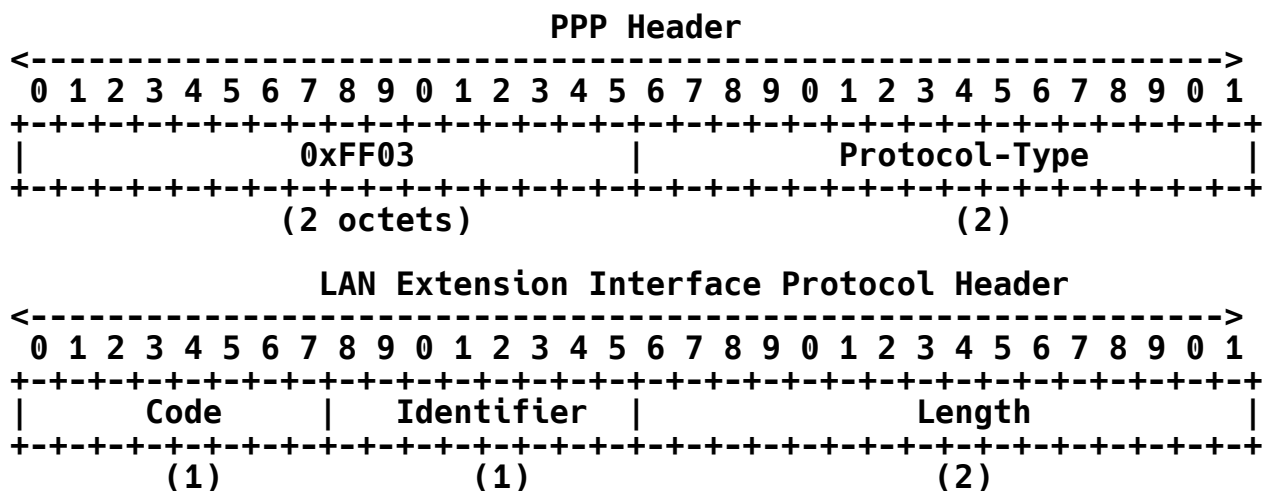 PPP Header
<-------------------------------------------------------------->
0 1 2 3 4 5 6 7 8 9 0 1 2 3 4 5 6 7 8 9 0 1 2 3 4 5 6 7 8 9 0 1
+-+-+-+-+-+-+-+-+-+-+-+-+-+-+-+-+-+-+-+-+-+-+-+-+-+-+-+-+-+-+-+-+
| 0xFF03 | Protocol-Type |
+-+-+-+-+-+-+-+-+-+-+-+-+-+-+-+-+-+-+-+-+-+-+-+-+-+-+-+-+-+-+-+-+
(2 octets) (2)
LAN Extension Interface Protocol Header
<-------------------------------------------------------------->
0 1 2 3 4 5 6 7 8 9 0 1 2 3 4 5 6 7 8 9 0 1 2 3 4 5 6 7 8 9 0 1
+-+-+-+-+-+-+-+-+-+-+-+-+-+-+-+-+-+-+-+-+-+-+-+-+-+-+-+-+-+-+-+-+
| Code | Identifier | Length |
+-+-+-+-+-+-+-+-+-+-+-+-+-+-+-+-+-+-+-+-+-+-+-+-+-+-+-+-+-+-+-+-+
(1) (1) (2)